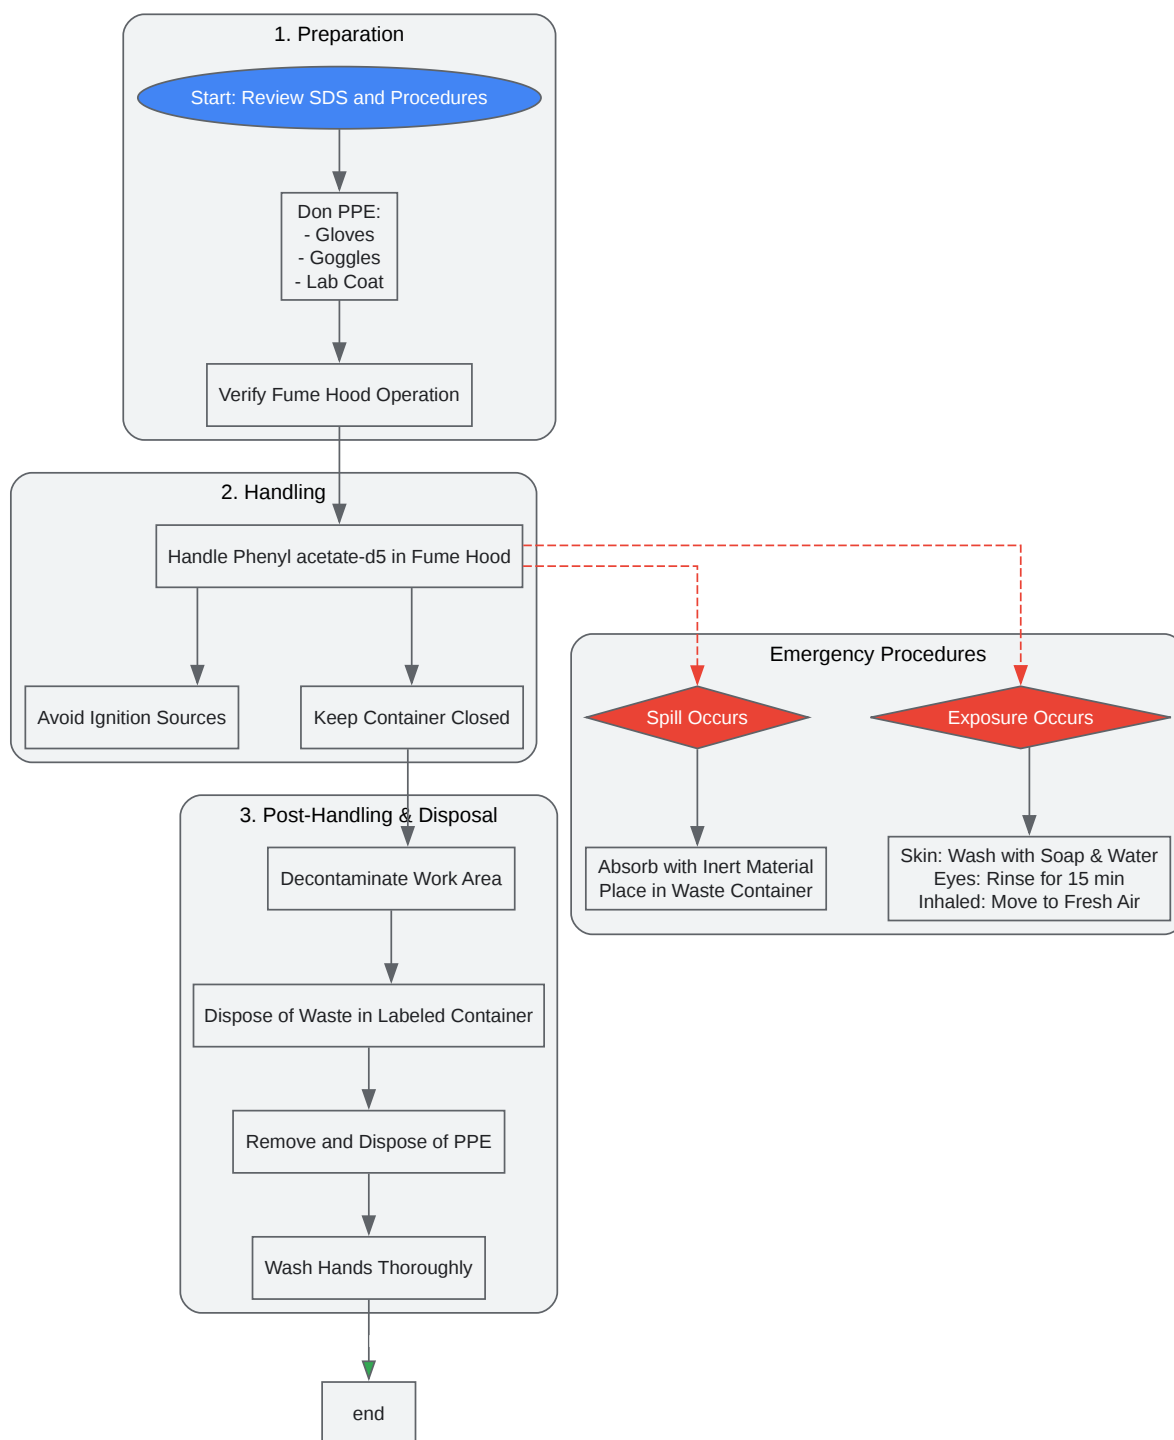 1. Preparation
Start: Review SDS and Procedures
Don PPE:
- Gloves
- Goggles
- Lab Coat
Verify Fume Hood Operation
2. Handling
Handle Phenyl acetate-d5 in Fume Hood
Avoid Ignition Sources
Keep Container Closed
Emergency Procedures
Spill Occurs
Exposure Occurs
Absorb with Inert Material
Place in Waste Container
Skin: Wash with Soap & Water
Eyes: Rinse for 15 min
Inhaled: Move to Fresh Air
3. Post-Handling & Disposal
Decontaminate Work Area
Dispose of Waste in Labeled Container
Remove and Dispose of PPE
Wash Hands Thoroughly
end